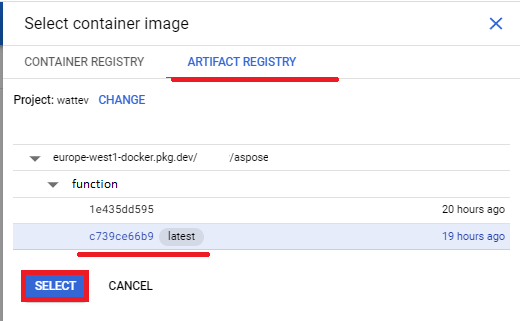 Select container image
CONTAINER REGISTRY ARTIFACT REGISTRY
Project: wattev CHANGE
europe-west1-docker.pkg.dev/ /aspose
function
1e435dd595 20 hours ago
c739ce66b9 latest 19 hours ago
SELECT CANCEL